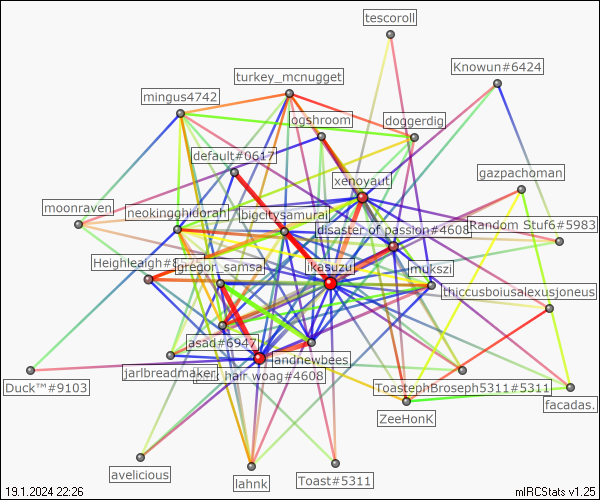 tescoroll
Knowun#6424
turkey_mcnugget
mingus4742
ogshroom
doggerdig
default#0617
gazpachoman
xenoyaut
moonraven
neokingghidorah
bigcitysamurai
disaster of passion#4608
Random Stuf6#5983
Heighleaigh#8
gregor_samsa
ikasuzu
mukszi
thiccusboiusalexusjoneus
asad#6947
andnewbees
jarlbreadmaker
hair woag#4608
Duck™#9103
ToastephBroseph5311#5311
facadas.
ZeeHonK
avelicious
lahnk
Toast#5311
19.1.2024 22:26
mIRCStats v1.25